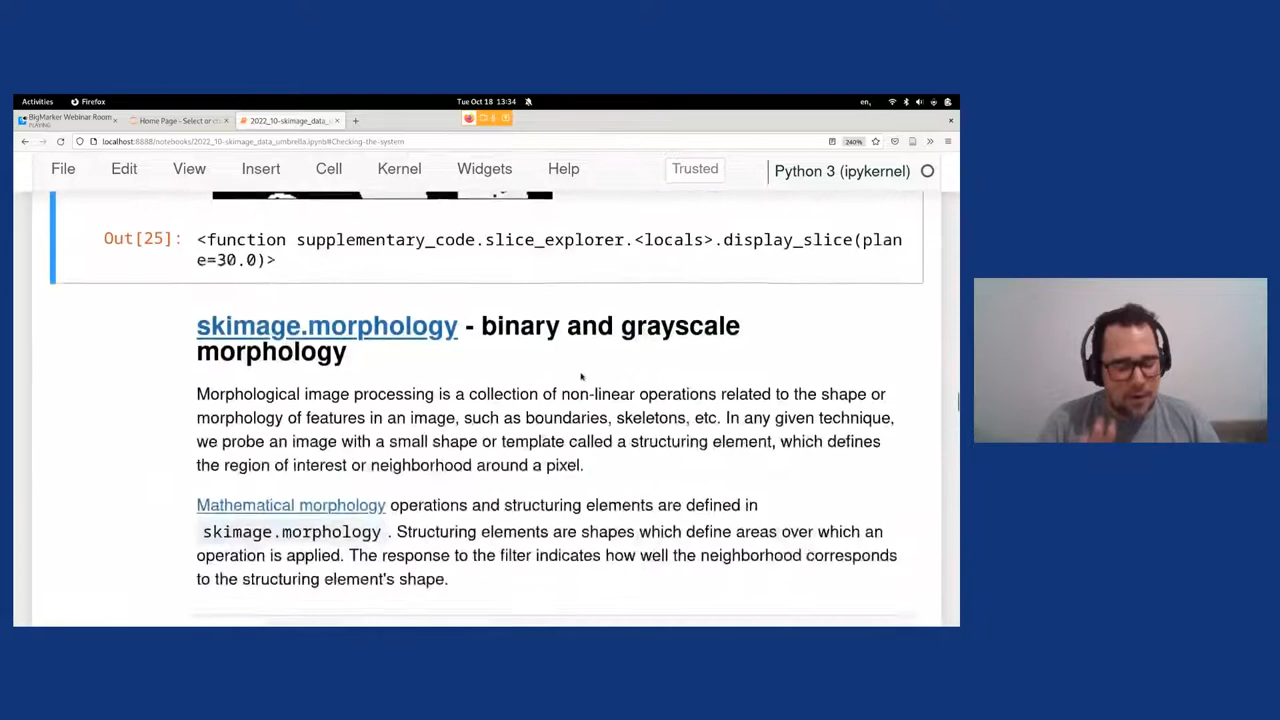 Activities Firefox Tue Oct 18 13:34 en
BigMarker Webinar Room
PLAYING
Home Page - Select or c
2022_10-skimage_data_
localhost:8888/notebooks/2022_10-skimage_data_umbrella.ipynb#Checking-the-system 240%
File Edit View Insert Cell Kernel Widgets Help Trusted Python 3 (ipykernel)
Out[25]: <function supplementary_code.slice_explorer.<locals>.display_slice(plan
e=30.0)>
skimage.morphology - binary and grayscale
morphology
Morphological image processing is a collection of non-linear operations related to the shape or
morphology of features in an image, such as boundaries, skeletons, etc. In any given technique,
we probe an image with a small shape or template called a structuring element, which defines
the region of interest or neighborhood around a pixel.
Mathematical morphology operations and structuring elements are defined in
skimage.morphology . Structuring elements are shapes which define areas over which an
operation is applied. The response to the filter indicates how well the neighborhood corresponds
to the structuring element's shape.